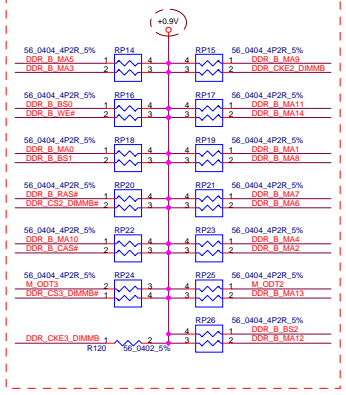 +0.9V
56_0404_4P2R_5% RP14 RP15 56_0404_4P2R_5%
DDR_B_MA5 1 4 4 1 DDR_B_MA9
DDR_B_MA3 2 3 3 2 DDR_CKE2_DIMMB
56_0404_4P2R_5% RP16 RP17 56_0404_4P2R_5%
DDR_B_BS0 1 4 4 1 DDR_B_MA11
DDR_B_WE# 2 3 3 2 DDR_B_MA14
56_0404_4P2R_5% RP18 RP19 56_0404_4P2R_5%
DDR_B_MA0 1 4 4 1 DDR_B_MA1
DDR_B_BS1 2 3 3 2 DDR_B_MA8
56_0404_4P2R_5% RP20 RP21 56_0404_4P2R_5%
DDR_B_RAS# 1 4 4 1 DDR_B_MA7
DDR_CS2_DIMMB# 2 3 3 2 DDR_B_MA6
56_0404_4P2R_5% RP22 RP23 56_0404_4P2R_5%
DDR_B_MA10 1 4 4 1 DDR_B_MA4
DDR_B_CAS# 2 3 3 2 DDR_B_MA2
56_0404_4P2R_5% RP24 RP25 56_0404_4P2R_5%
M_ODT3 2 3 4 1 M_ODT2
DDR_CS3_DIMMB# 1 4 3 2 DDR_B_MA13
RP26 56_0404_4P2R_5%
4 1 DDR_B_BS2
DDR_CKE3_DIMMB 1 2 3 2 DDR_B_MA12
R120 56_0402_5%